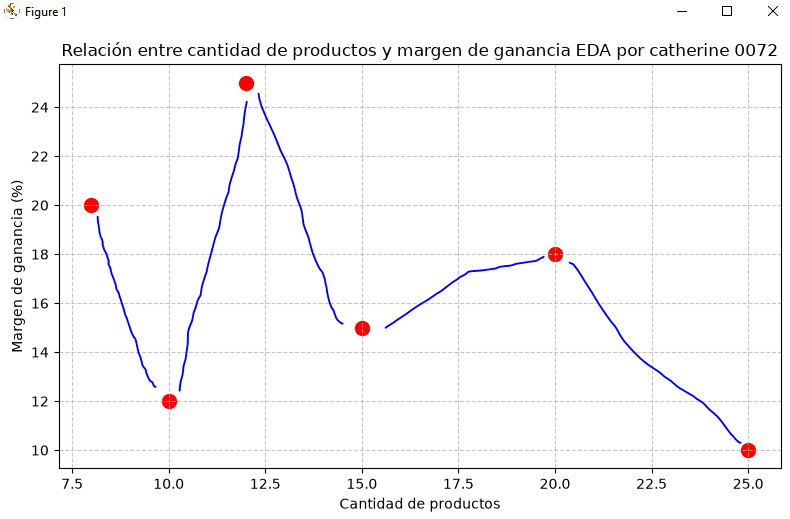 Figure 1
Relación entre cantidad de productos y margen de ganancia EDA por catherine 0072
Margen de ganancia (%)
24
22
20
18
16
14
12
10
7.5 10.0 12.5 15.0 17.5 20.0 22.5 25.0
Cantidad de productos